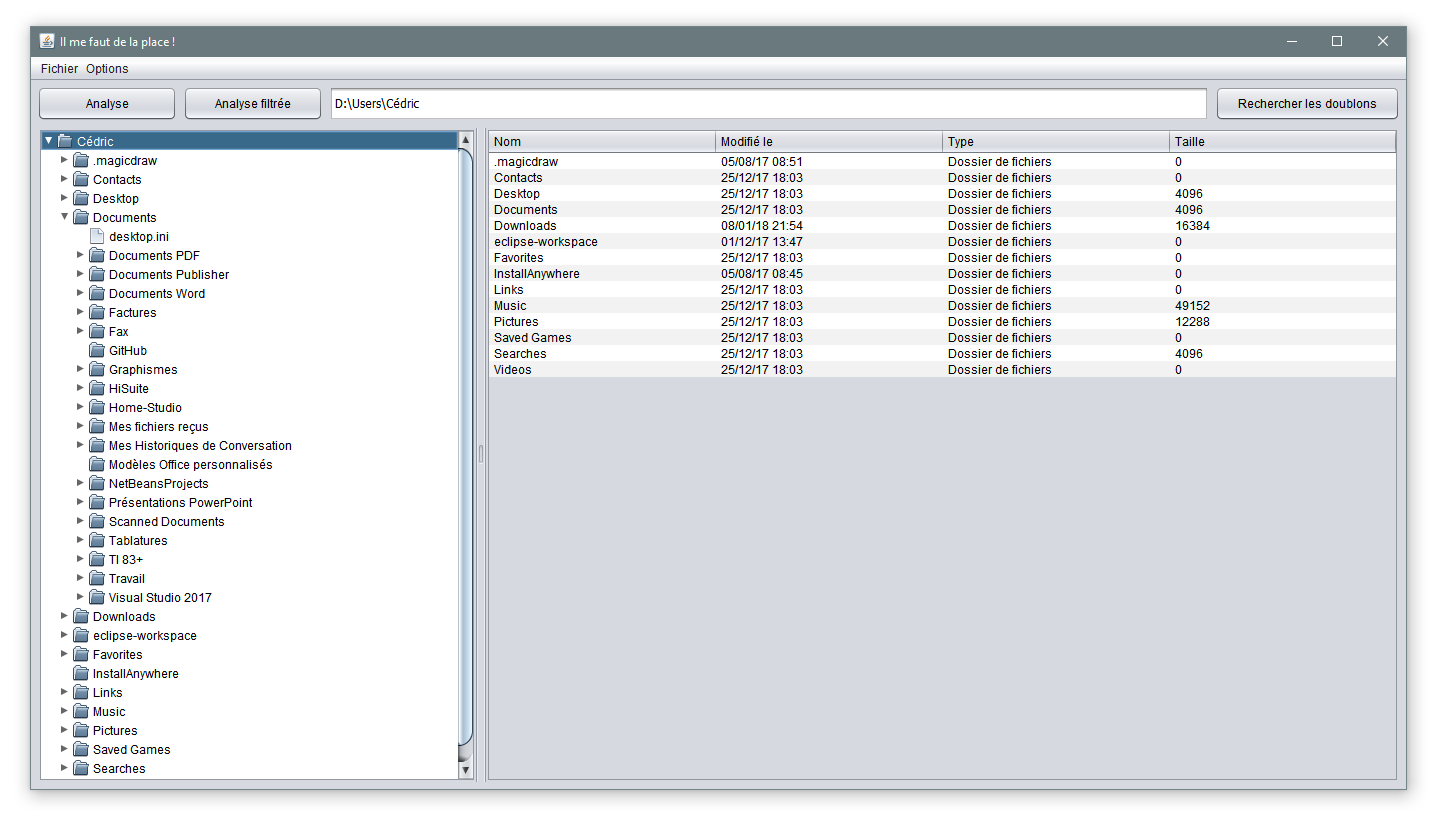 Il me faut de la place !
Fichier Options
Analyse Analyse filtrée D:\Users\Cédric Rechercher les doublons
Cédric
.magicdraw
Contacts
Desktop
Documents
desktop.ini
Documents PDF
Documents Publisher
Documents Word
Factures
Fax
GitHub
Graphismes
HiSuite
Home-Studio
Mes fichiers reçus
Mes Historiques de Conversation
Modèles Office personnalisés
NetBeansProjects
Présentations PowerPoint
Scanned Documents
Tablatures
TI 83+
Travail
Visual Studio 2017
Downloads
eclipse-workspace
Favorites
InstallAnywhere
Links
Music
Pictures
Saved Games
Searches
Nom Modifié le Type Taille
.magicdraw 05/08/17 08:51 Dossier de fichiers 0
Contacts 25/12/17 18:03 Dossier de fichiers 0
Desktop 25/12/17 18:03 Dossier de fichiers 4096
Documents 25/12/17 18:03 Dossier de fichiers 4096
Downloads 08/01/18 21:54 Dossier de fichiers 16384
eclipse-workspace 01/12/17 13:47 Dossier de fichiers 0
Favorites 25/12/17 18:03 Dossier de fichiers 0
InstallAnywhere 05/08/17 08:45 Dossier de fichiers 0
Links 25/12/17 18:03 Dossier de fichiers 0
Music 25/12/17 18:03 Dossier de fichiers 49152
Pictures 25/12/17 18:03 Dossier de fichiers 12288
Saved Games 25/12/17 18:03 Dossier de fichiers 0
Searches 25/12/17 18:03 Dossier de fichiers 4096
Videos 25/12/17 18:03 Dossier de fichiers 0